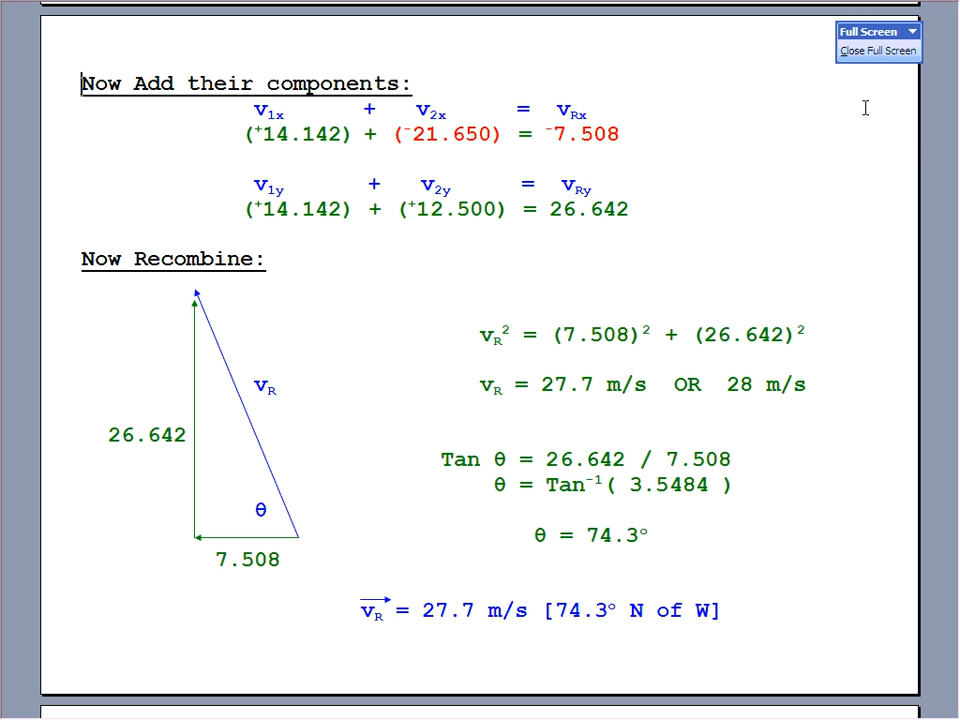 Full Screen
Close Full Screen
Now Add their components:
v1x + v2x = vRx
(⁺14.142) + (⁻21.650) = ⁻7.508
v1y + v2y = vRy
(⁺14.142) + (⁺12.500) = 26.642
Now Recombine:
vR² = (7.508)² + (26.642)²
vR
vR = 27.7 m/s OR 28 m/s
26.642
Tan θ = 26.642 / 7.508
θ = Tan⁻¹( 3.5484 )
θ
θ = 74.3°
7.508
vR = 27.7 m/s [74.3° N of W]